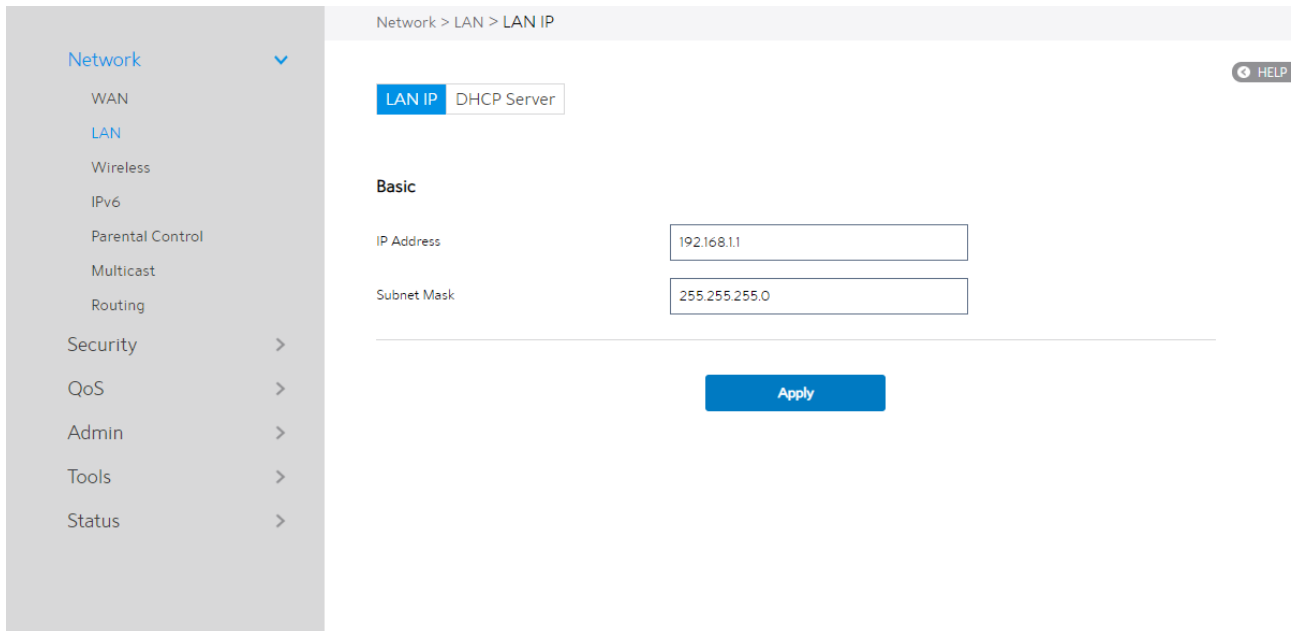 Network > LAN > LAN IP
Network
WAN
LAN
Wireless
IPv6
Parental Control
Multicast
Routing
Security
QoS
Admin
Tools
Status
HELP
LAN IP DHCP Server
Basic
IP Address 192.168.1.1
Subnet Mask 255.255.255.0
Apply